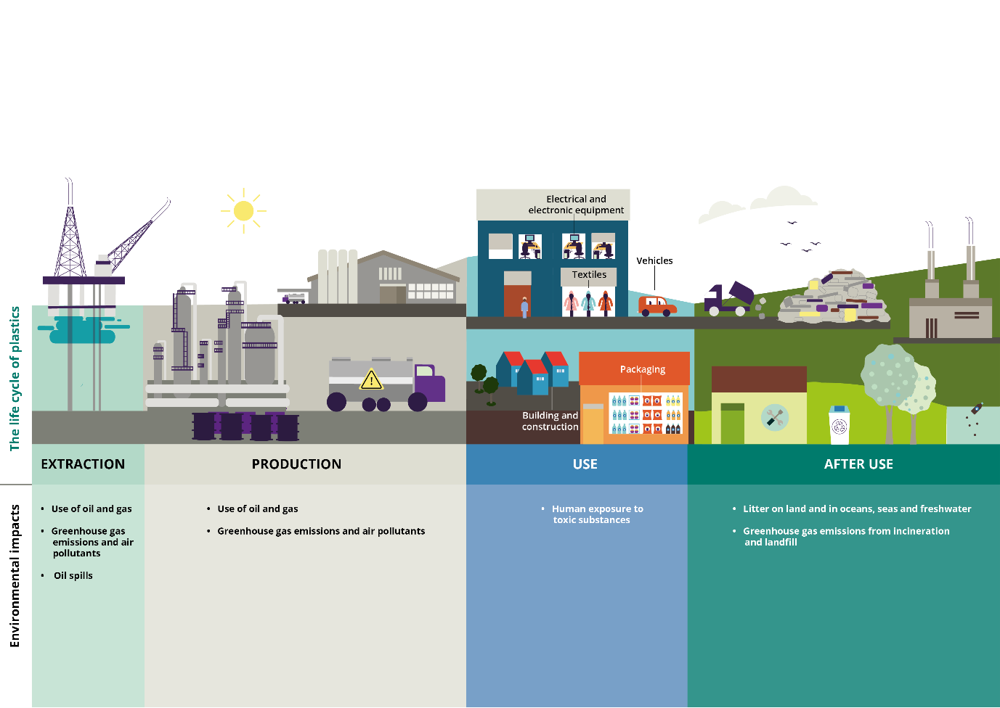 The life cycle of plastics
Electrical and
electronic equipment
Textiles
Vehicles
Packaging
Building and
construction
!
EXTRACTION
PRODUCTION
USE
AFTER USE
Environmental impacts
• Use of oil and gas
• Greenhouse gas
emissions and air
pollutants
• Oil spills
• Use of oil and gas
• Greenhouse gas emissions and air pollutants
• Human exposure to
toxic substances
• Litter on land and in oceans, seas and freshwater
• Greenhouse gas emissions from incineration
and landfill